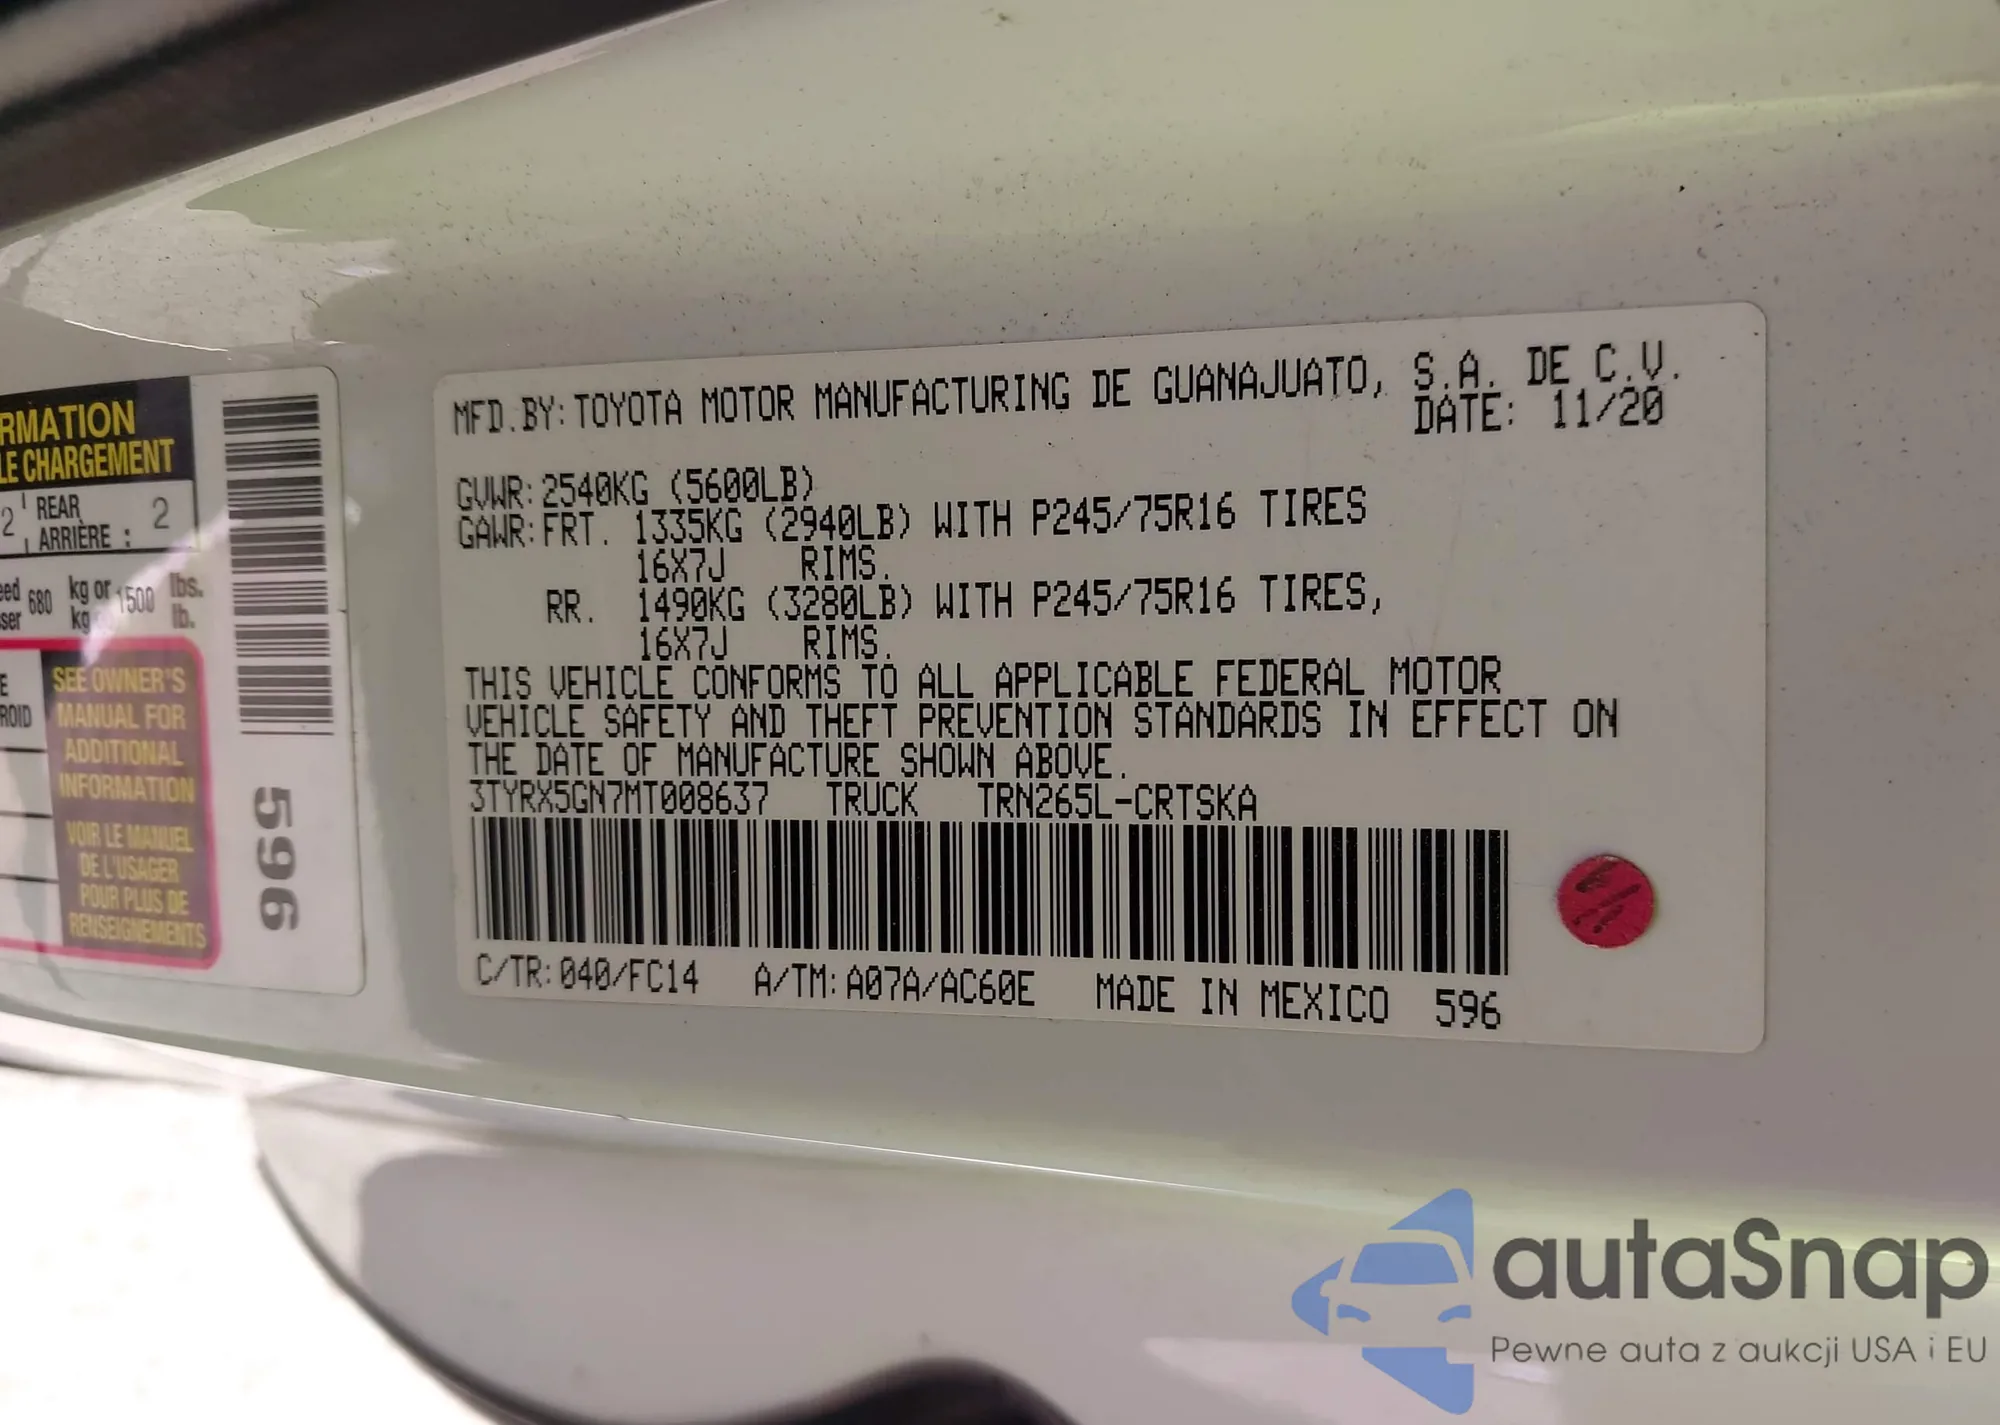 RMATION
LE CHARGEMENT
2 REAR
ARRIÈRE : 2
eed 680 kg or 1500 lbs.
sser kg lb.
E
ROID
SEE OWNER'S
MANUAL FOR
ADDITIONAL
INFORMATION
VOIR LE MANUEL
DE L'USAGER
POUR PLUS DE
RENSEIGNEMENTS
596
MFD.BY: TOYOTA MOTOR MANUFACTURING DE GUANAJUATO, S.A. DE C.V.
DATE: 11/20
GVWR: 2540KG (5600LB)
GAWR: FRT. 1335KG (2940LB) WITH P245/75R16 TIRES
16X7J RIMS.
RR. 1490KG (3280LB) WITH P245/75R16 TIRES,
16X7J RIMS.
THIS VEHICLE CONFORMS TO ALL APPLICABLE FEDERAL MOTOR
VEHICLE SAFETY AND THEFT PREVENTION STANDARDS IN EFFECT ON
THE DATE OF MANUFACTURE SHOWN ABOVE.
3TYRX5GN7MT008637 TRUCK TRN265L-CRTSKA
C/TR: 040/FC14 A/TM: A07A/AC60E MADE IN MEXICO 596
autaSnap
Pewne auta z aukcji USA i EU